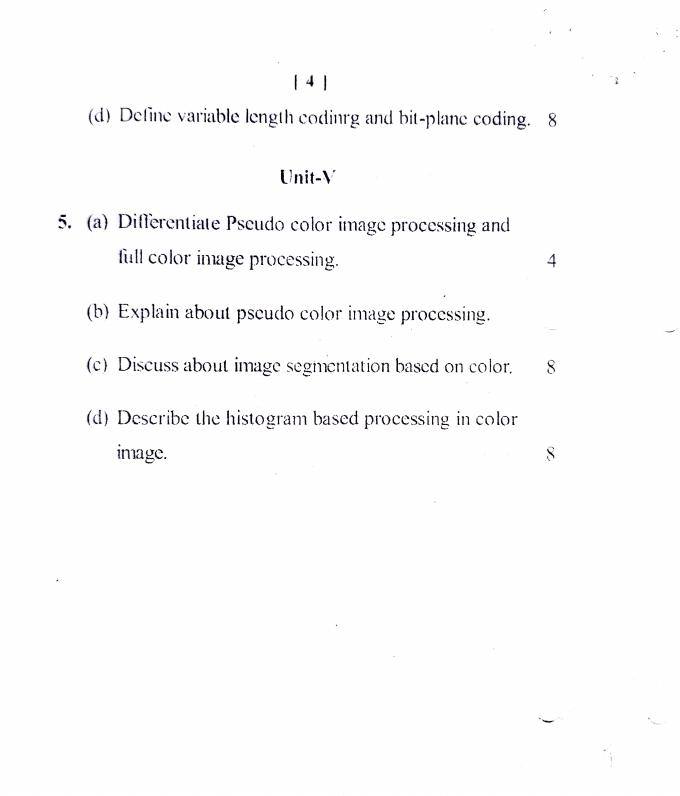 [ 4 ]
(d) Define variable length codinrg and bit-plane coding. 8
Unit-V
5. (a) Differentiate Pseudo color image processing and
full color image processing. 4
(b) Explain about pseudo color image processing.
(c) Discuss about image segmentation based on color. 8
(d) Describe the histogram based processing in color
image. 8